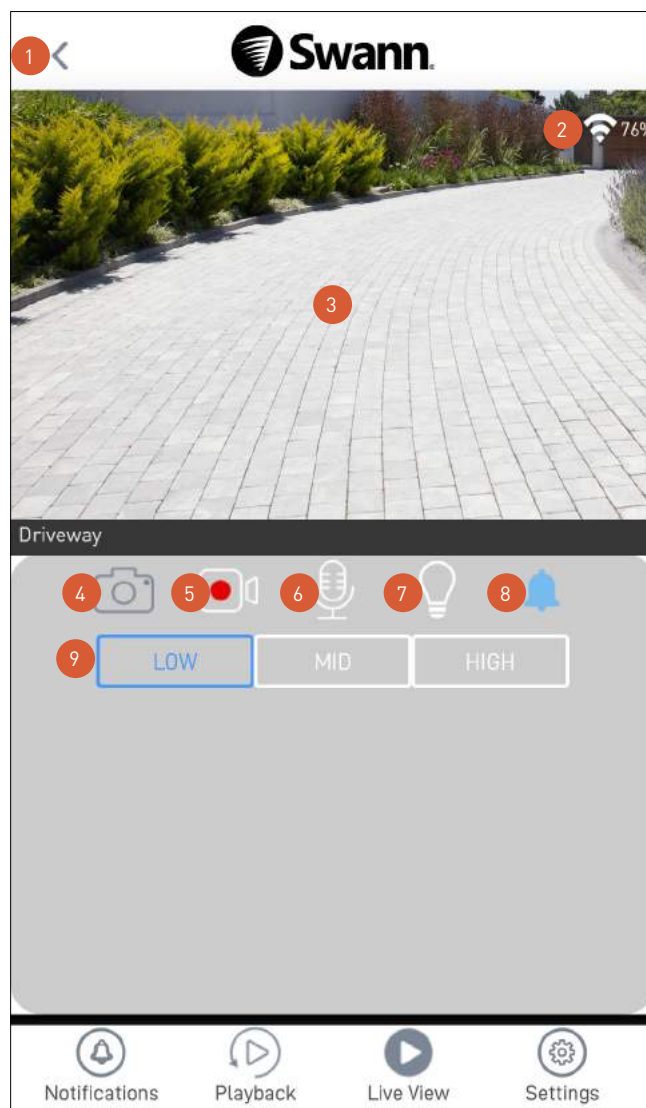 1
Swann.
2 76%
3
Driveway
4 5 6 7 8
9 LOW MID HIGH
Notifications Playback Live View Settings